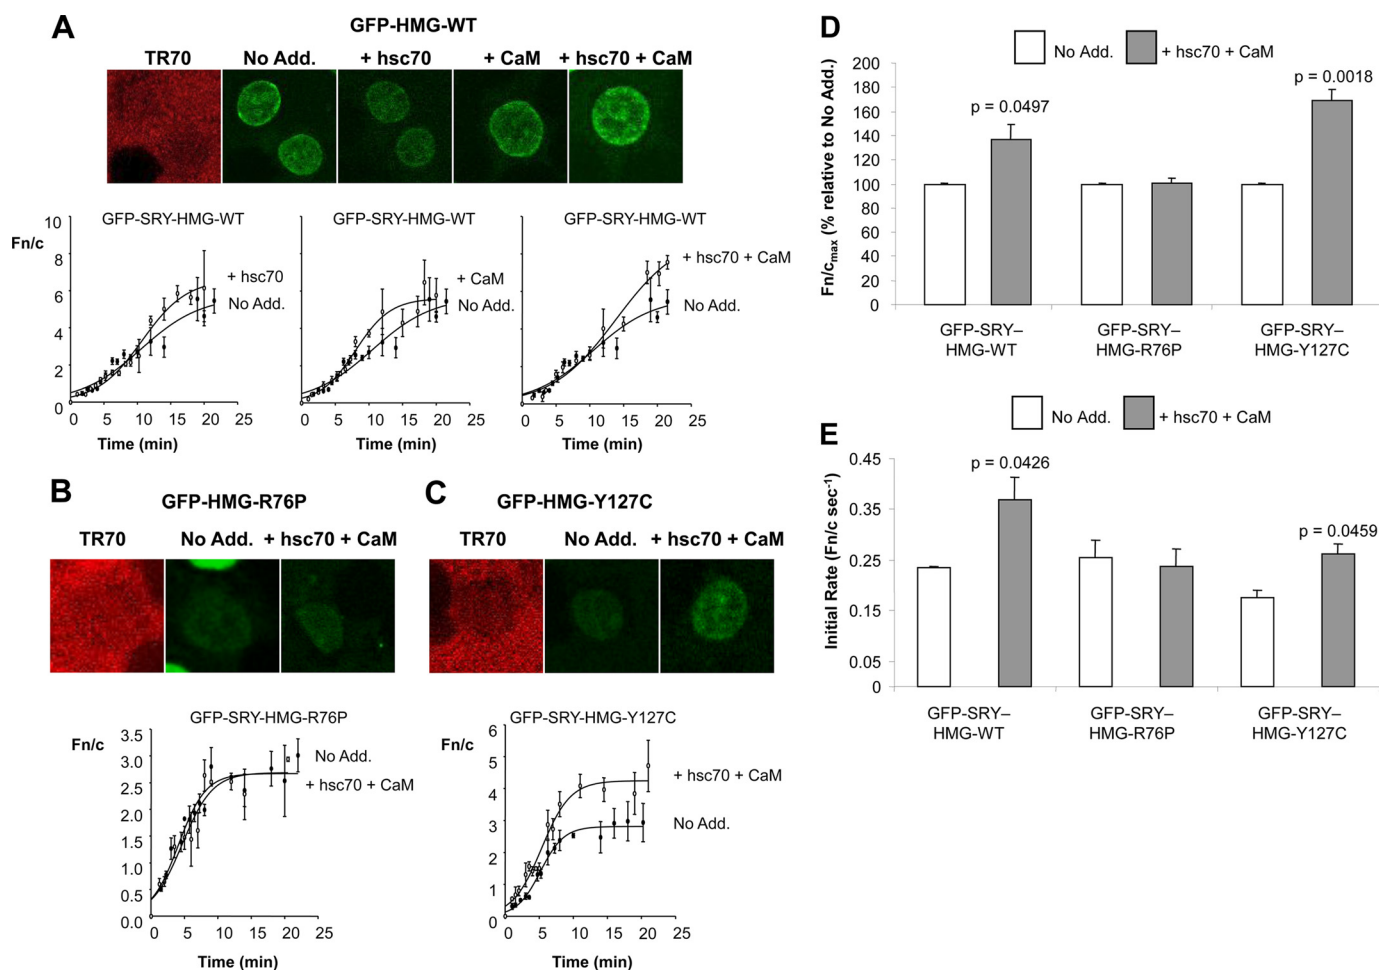 A
GFP-HMG-WT
TR70 No Add. + hsc70 + CaM + hsc70 + CaM
GFP-SRY-HMG-WT
Fn/c
10
8
6
4
2
0
+ hsc70
No Add.
0 5 10 15 20 25
Time (min)
GFP-SRY-HMG-WT
+ CaM
No Add.
0 5 10 15 20 25
Time (min)
GFP-SRY-HMG-WT
+ hsc70 + CaM
No Add.
0 5 10 15 20 25
Time (min)
B
GFP-HMG-R76P
TR70 No Add. + hsc70 + CaM
GFP-SRY-HMG-R76P
Fn/c
3.5
3.0
2.5
2.0
1.5
1.0
0.5
0.0
No Add.
+ hsc70 + CaM
0 5 10 15 20 25
Time (min)
C
GFP-HMG-Y127C
TR70 No Add. + hsc70 + CaM
GFP-SRY-HMG-Y127C
Fn/c
6
5
4
3
2
1
0
+ hsc70 + CaM
No Add.
0 5 10 15 20 25
Time (min)
D
No Add. + hsc70 + CaM
Fn/cmax (% relative to No Add.)
200
180
160
140
120
100
80
60
40
20
0
p = 0.0497
p = 0.0018
GFP-SRY–
HMG-WT
GFP-SRY–
HMG-R76P
GFP-SRY–
HMG-Y127C
E
No Add. + hsc70 + CaM
Initial Rate (Fn/c sec-1)
0.45
0.35
0.25
0.15
0.05
0
p = 0.0426
p = 0.0459
GFP-SRY–
HMG-WT
GFP-SRY–
HMG-R76P
GFP-SRY–
HMG-Y127C